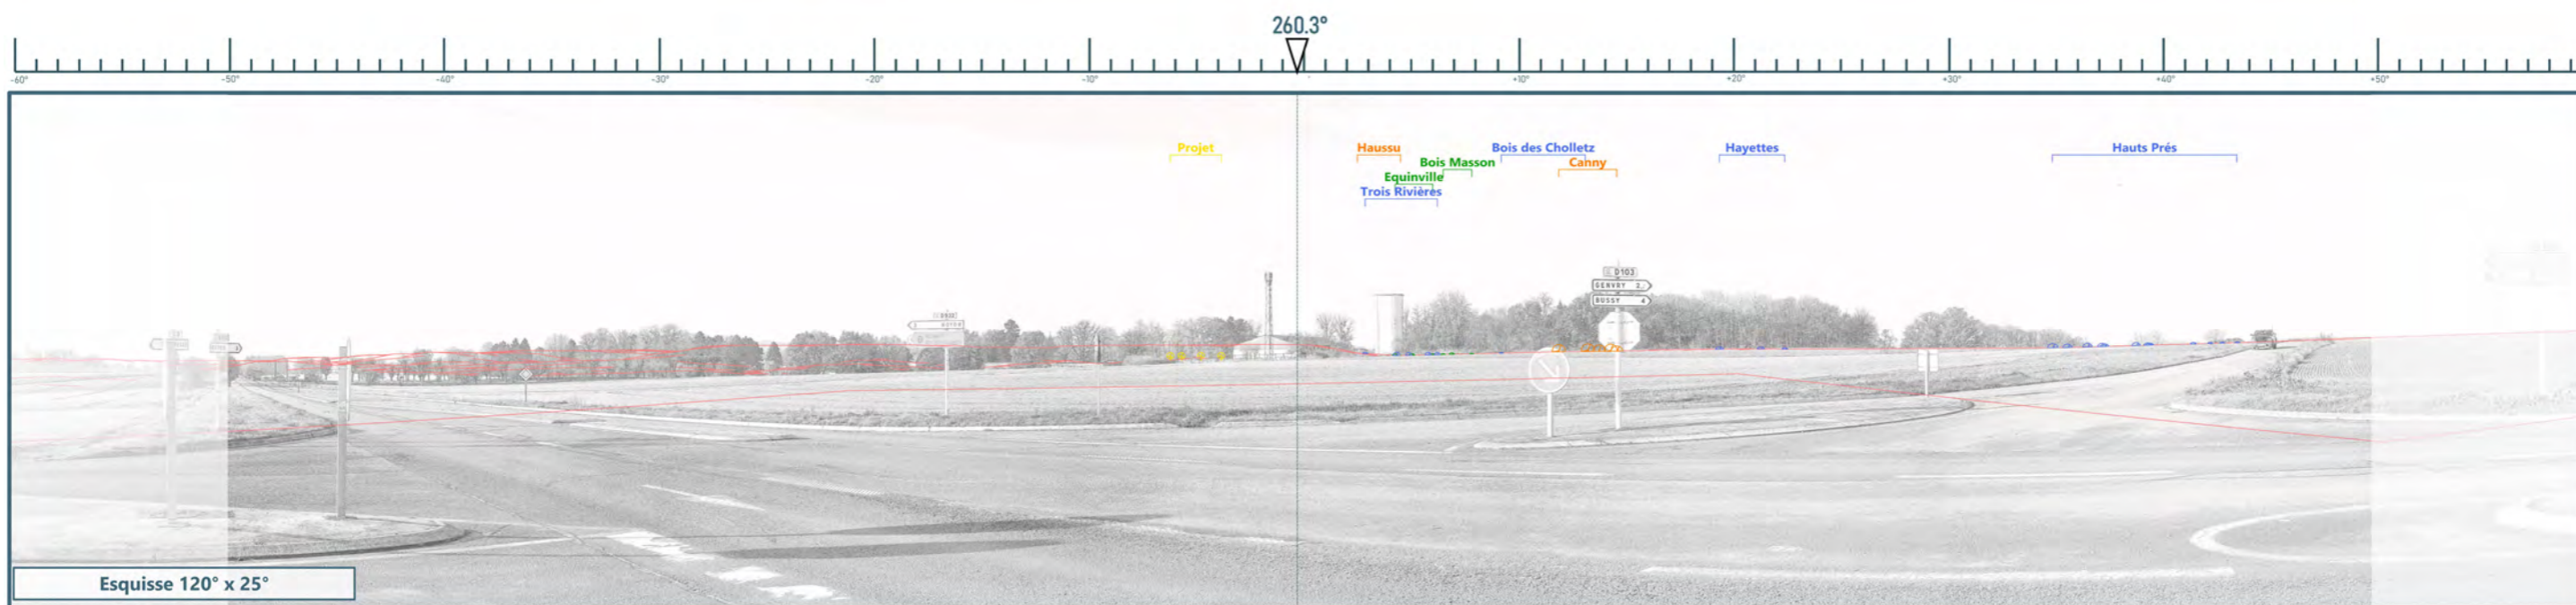 260.3°
-60° -50° -40° -30° -20° -10° +10° +20° +30° +40° +50°
Projet Haussu Bois des Cholletz Hayettes Hauts Prés
Bois Masson Canny
Equinville
Trois Rivières
D103
GENVRY 2
BUSSY 4
Esquisse 120° x 25°